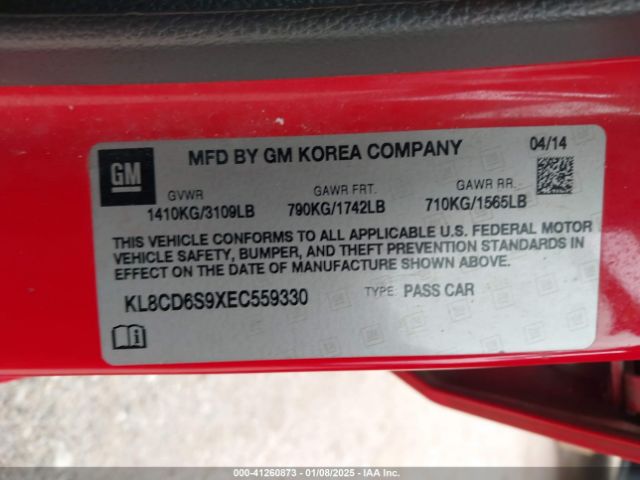 GM
MFD BY GM KOREA COMPANY
04/14
GVWR
GAWR FRT.
GAWR RR.
1410KG/3109LB
790KG/1742LB
710KG/1565LB
THIS VEHICLE CONFORMS TO ALL APPLICABLE U.S. FEDERAL MOTOR
VEHICLE SAFETY, BUMPER, AND THEFT PREVENTION STANDARDS IN
EFFECT ON THE DATE OF MANUFACTURE SHOWN ABOVE.
KL8CD6S9XEC559330
TYPE: PASS CAR
000-41260873 - 01/08/2025 - IAA Inc.